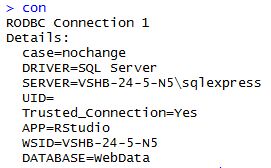 > con
RODBC Connection 1
Details:
case=nochange
DRIVER=SQL Server
SERVER=VSHB-24-5-N5\sqlexpress
UID=
Trusted_Connection=Yes
APP=RStudio
WSID=VSHB-24-5-N5
DATABASE=WebData